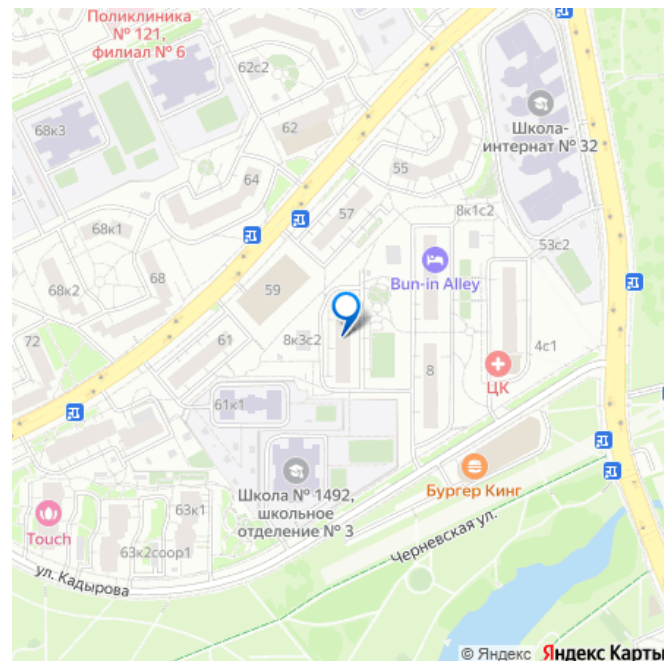 Поликлиника
№ 121,
филиал № 6
62с2
68к3
62
Школа-
интернат № 32
64
55
57
8к1с2
68к1
53с2
68
Bun-in Alley
68к2
59
72
8к3с2
61
8
4с1
ЦК
61к1
Бургер Кинг
Школа № 1492,
школьное
отделение № 3
63к1
Touch
63к2соор1
Черневская ул.
ул. Кадырова
© Яндекс Яндекс Карты